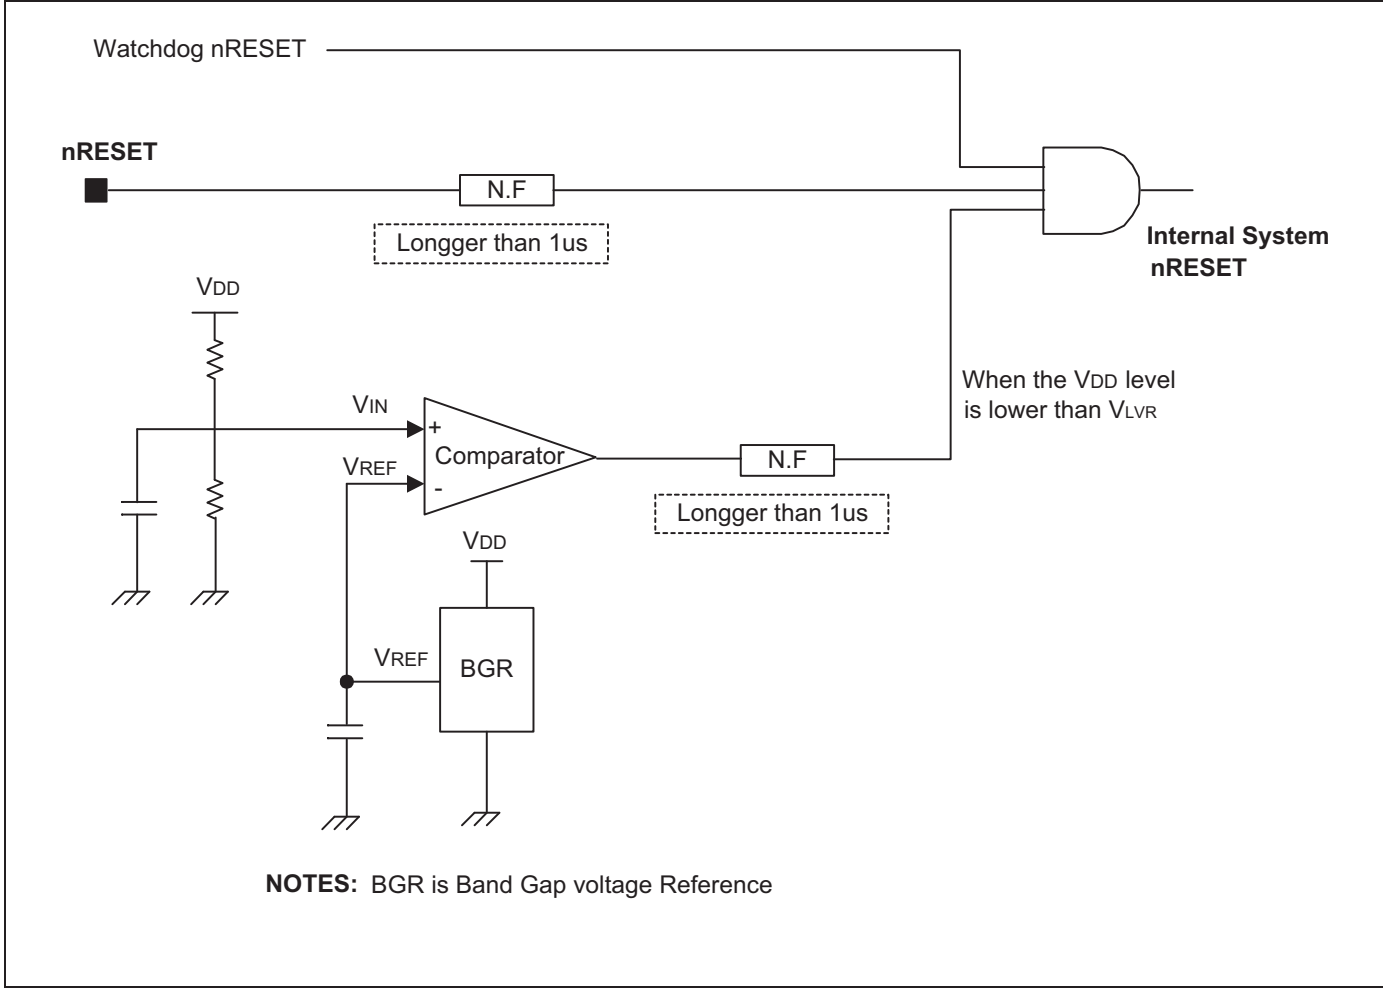 Watchdog nRESET
nRESET
N.F
Longger than 1us
Internal System
nRESET
VDD
When the VDD level
is lower than VLVR
VIN
+
Comparator
N.F
VREF
-
Longger than 1us
VDD
VREF
BGR
NOTES: BGR is Band Gap voltage Reference